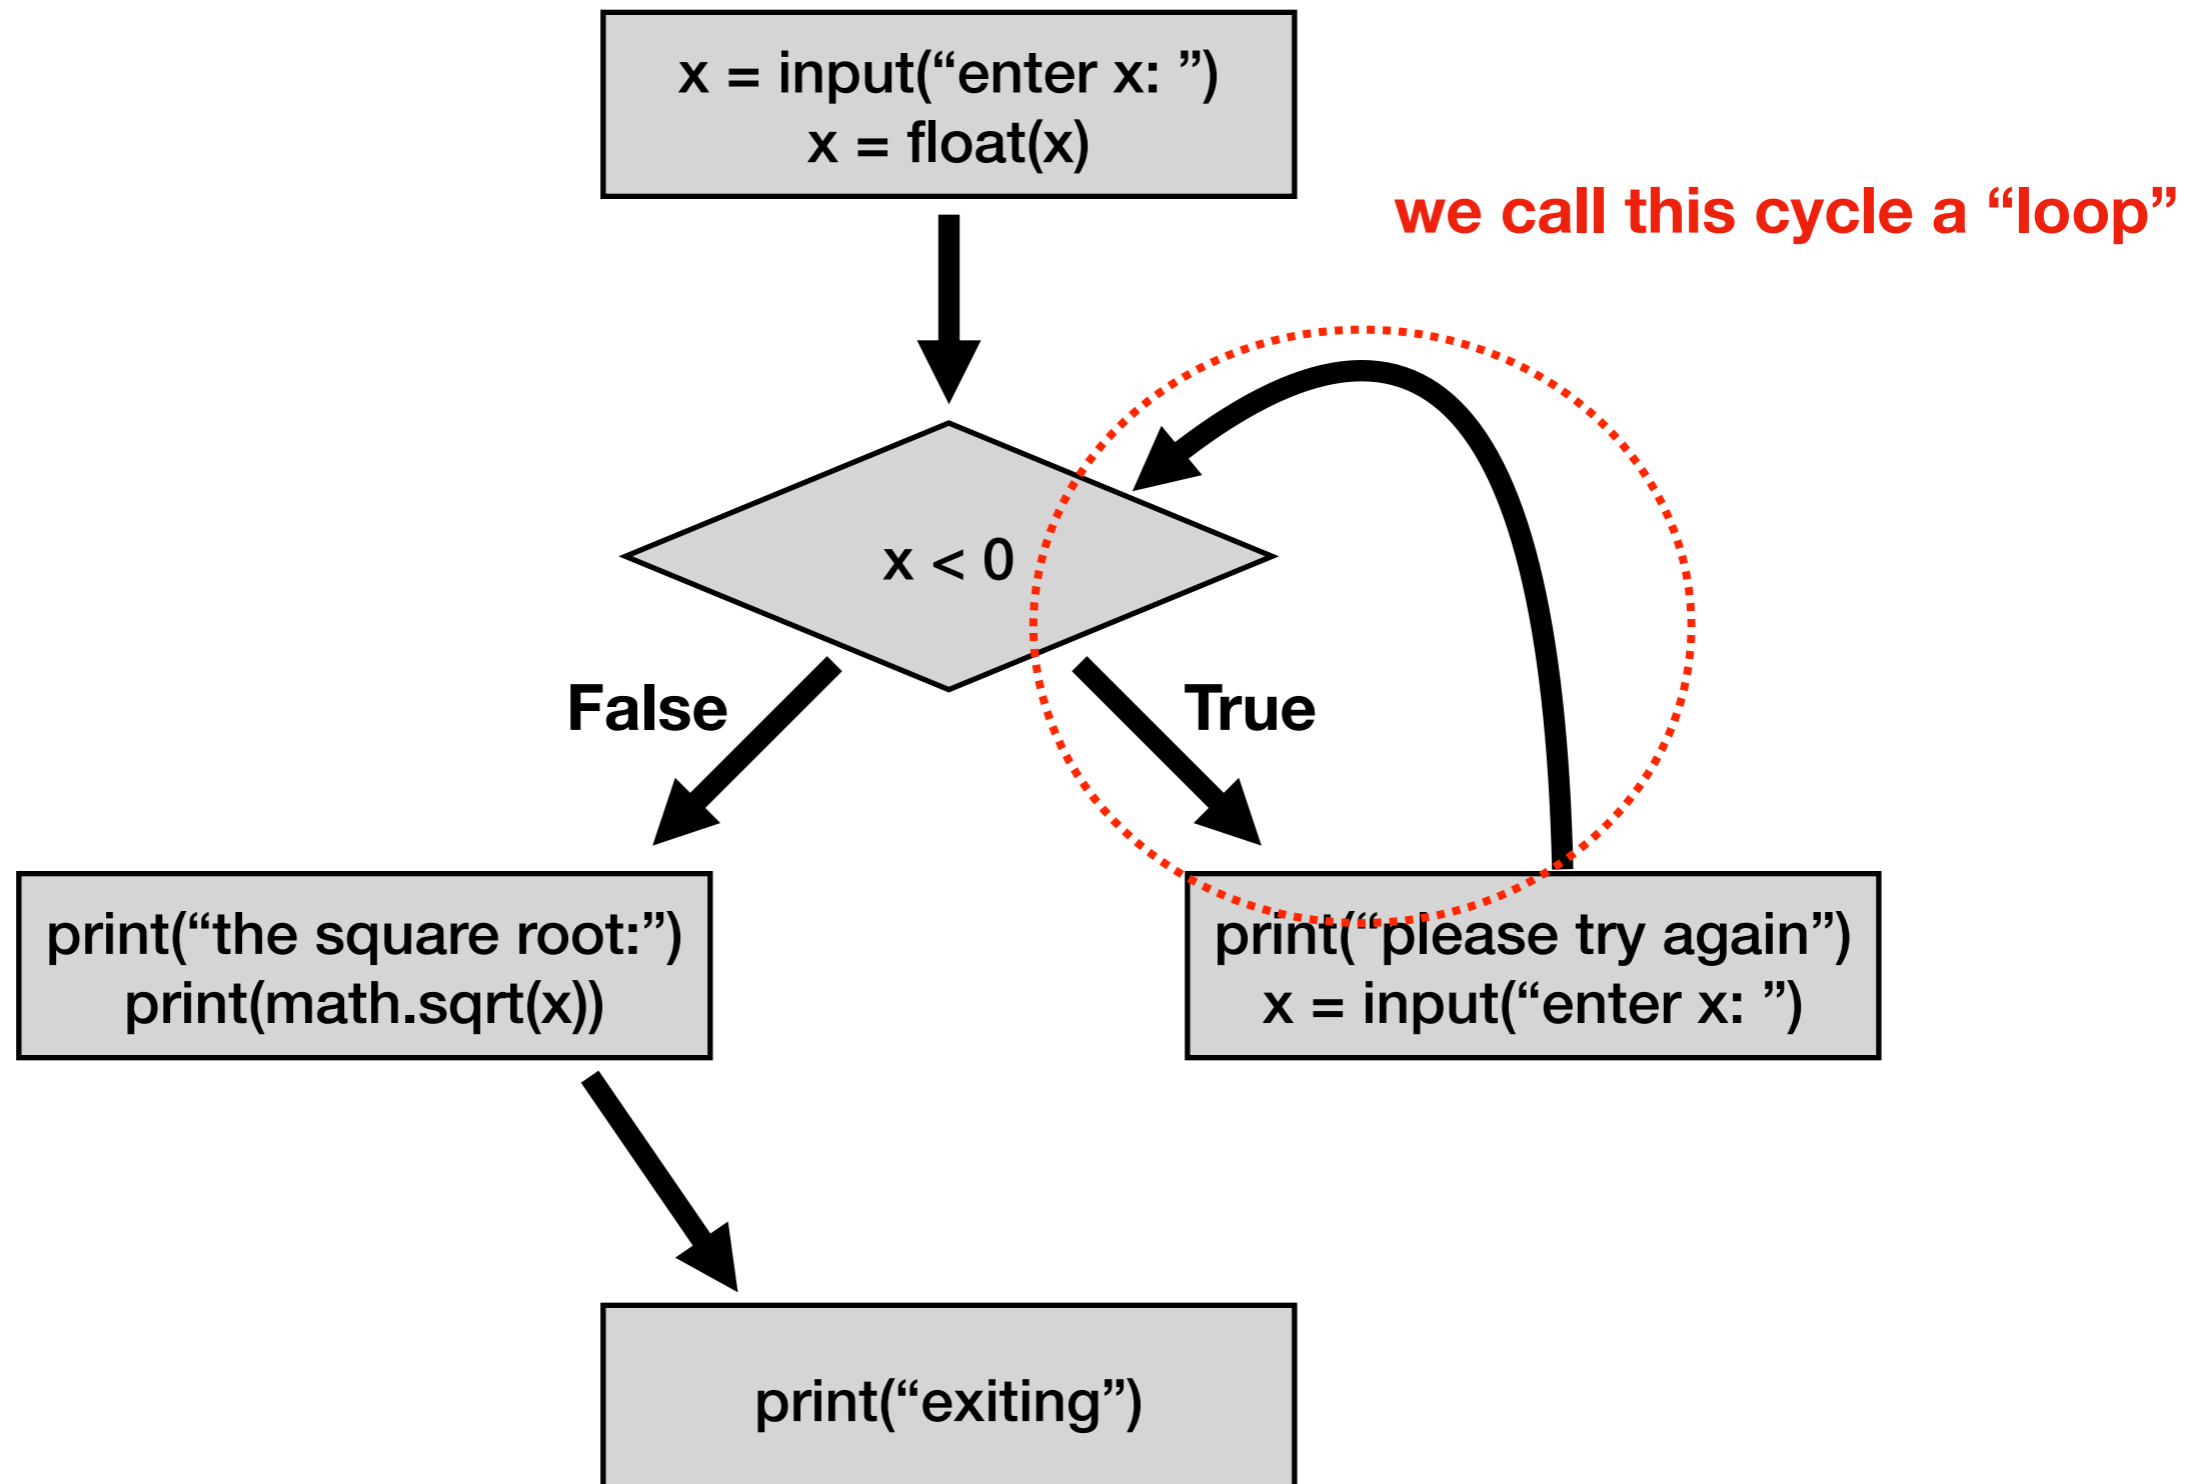 x = input(“enter x: ”)
x = float(x)
we call this cycle a “loop”
x < 0
False
True
print(“the square root:”)
print(math.sqrt(x))
print(“please try again”)
x = input(“enter x: ”)
print(“exiting”)